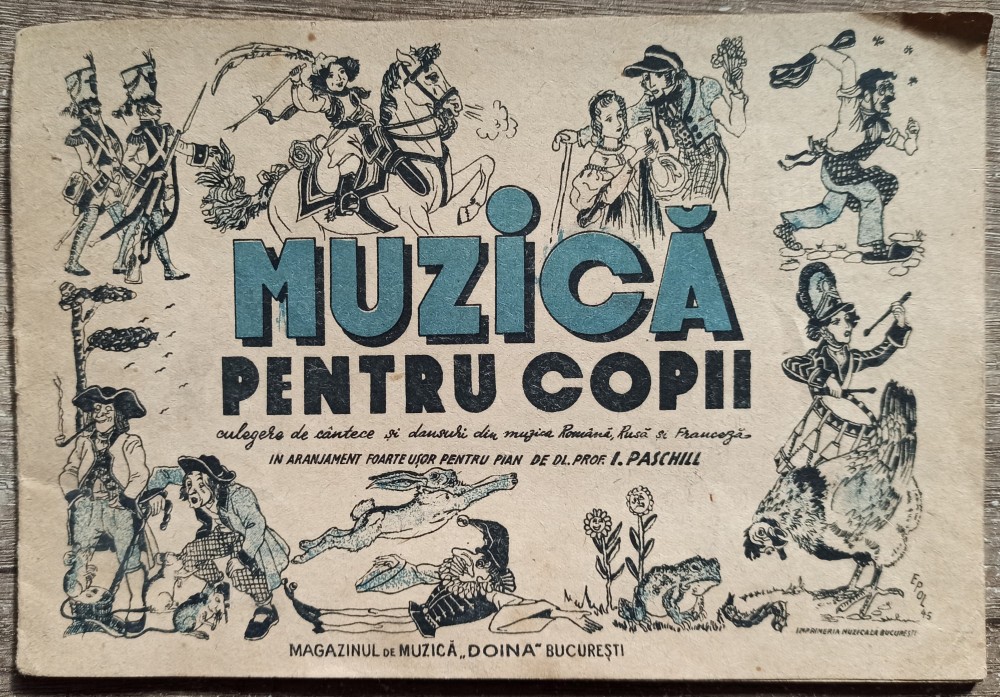 MUZICĂ
PENTRU COPII
culegere de cântece și dansuri din muzica Română, Rusă si Franceză
IN ARANJAMENT FOARTE UȘOR PENTRU PIAN DE DL. PROF. I. PASCHILL
IMPRIMERIA MUZICALĂ BUCUREȘTI
MAGAZINUL DE MUZICĂ „DOINA" BUCUREȘTI